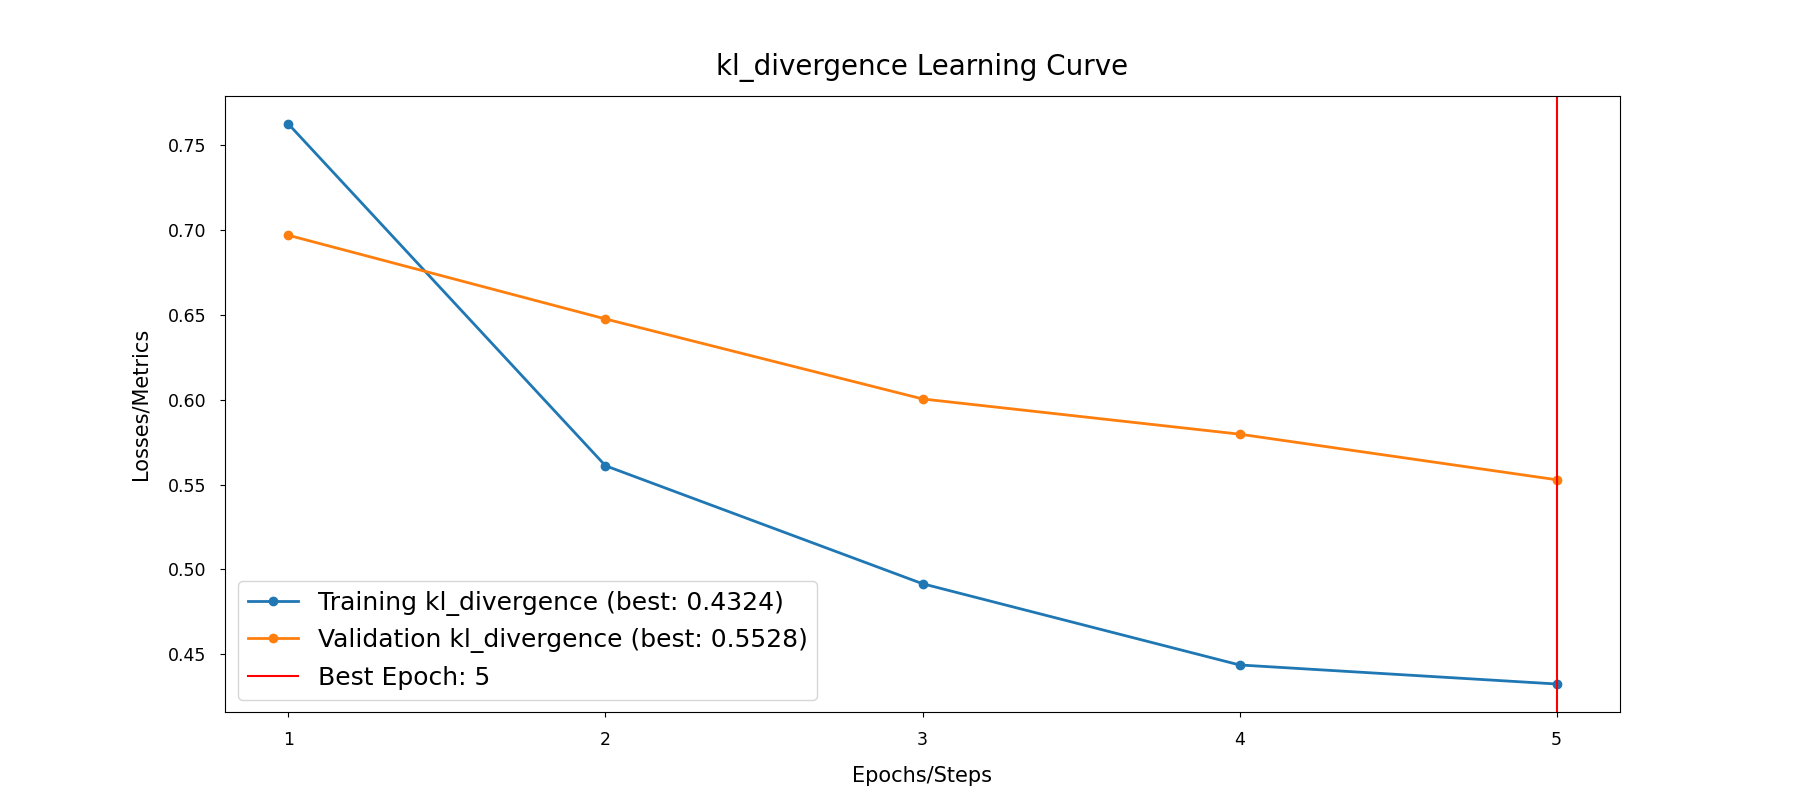 kl_divergence Learning Curve
Losses/Metrics
0.75
0.70
0.65
0.60
0.55
0.50
0.45
Training kl_divergence (best: 0.4324)
Validation kl_divergence (best: 0.5528)
Best Epoch: 5
1 2 3 4 5
Epochs/Steps